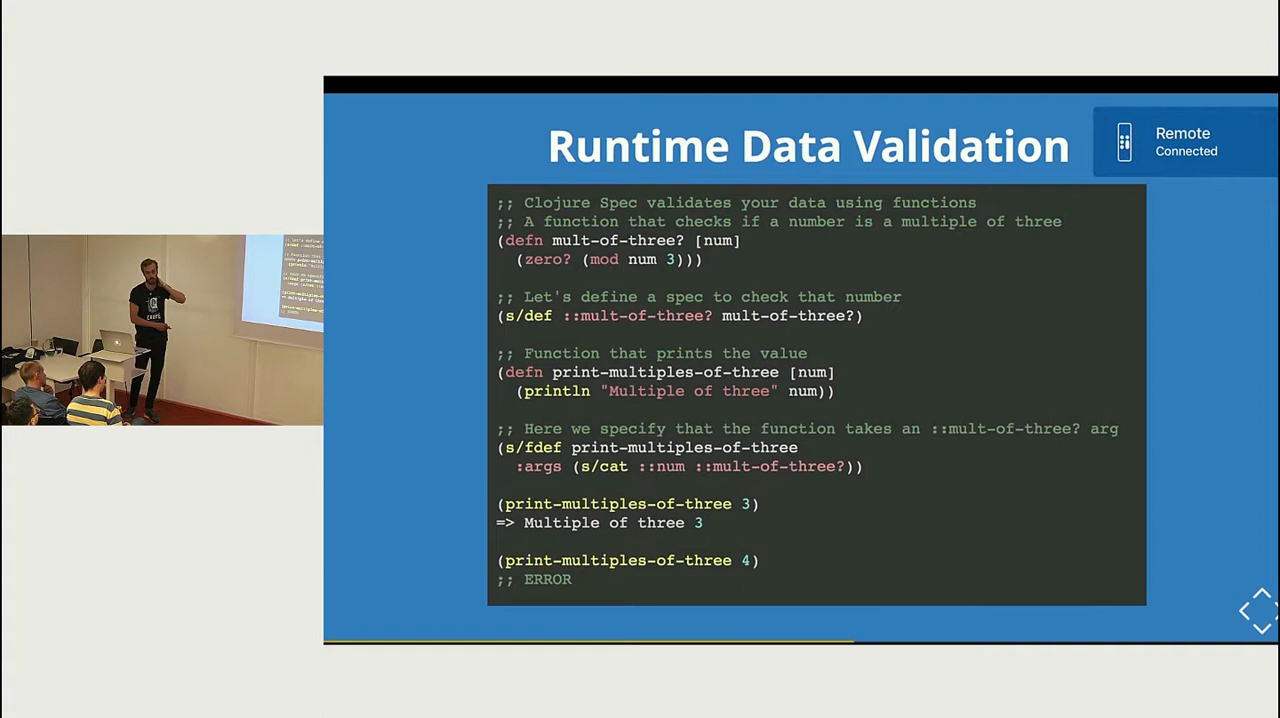 Runtime Data Validation
Remote
Connected
;; Clojure Spec validates your data using functions
;; A function that checks if a number is a multiple of three
(defn mult-of-three? [num]
  (zero? (mod num 3)))
;; Let's define a spec to check that number
(s/def ::mult-of-three? mult-of-three?)
;; Function that prints the value
(defn print-multiples-of-three [num]
  (println "Multiple of three" num))
;; Here we specify that the function takes an ::mult-of-three? arg
(s/fdef print-multiples-of-three
  :args (s/cat ::num ::mult-of-three?))
(print-multiples-of-three 3)
=> Multiple of three 3
(print-multiples-of-three 4)
;; ERROR